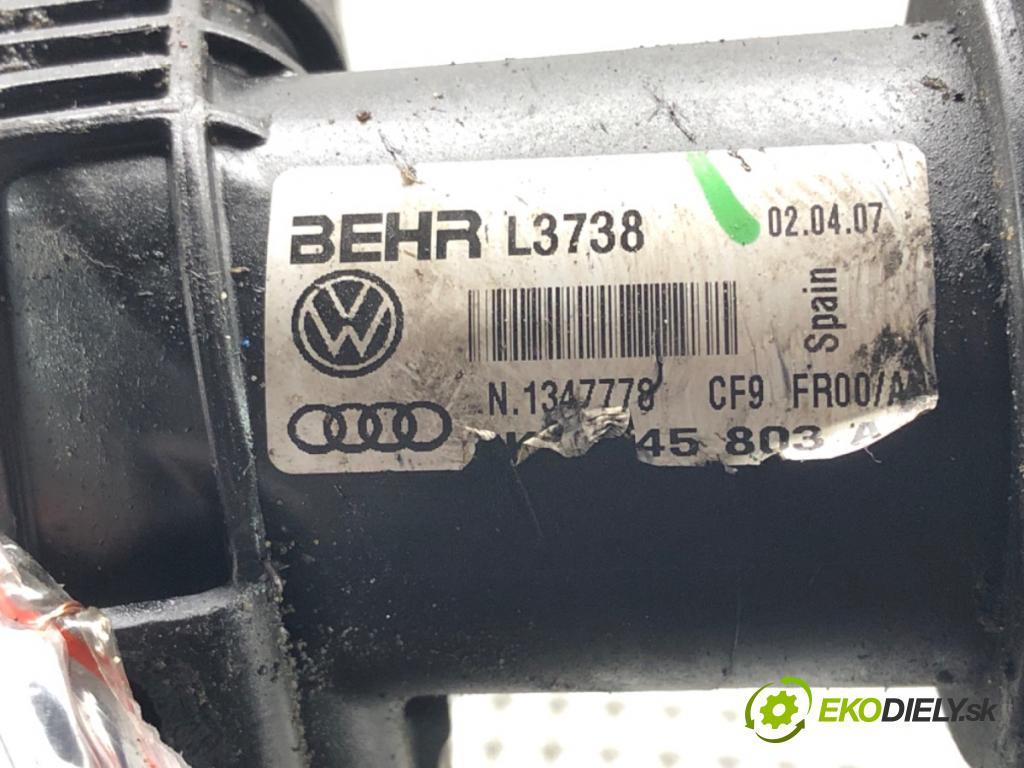 BEHR L3738 02.04.07
Spain
N.1347778 CF9 FR00/A
45 803 A
EKODIELY.sk